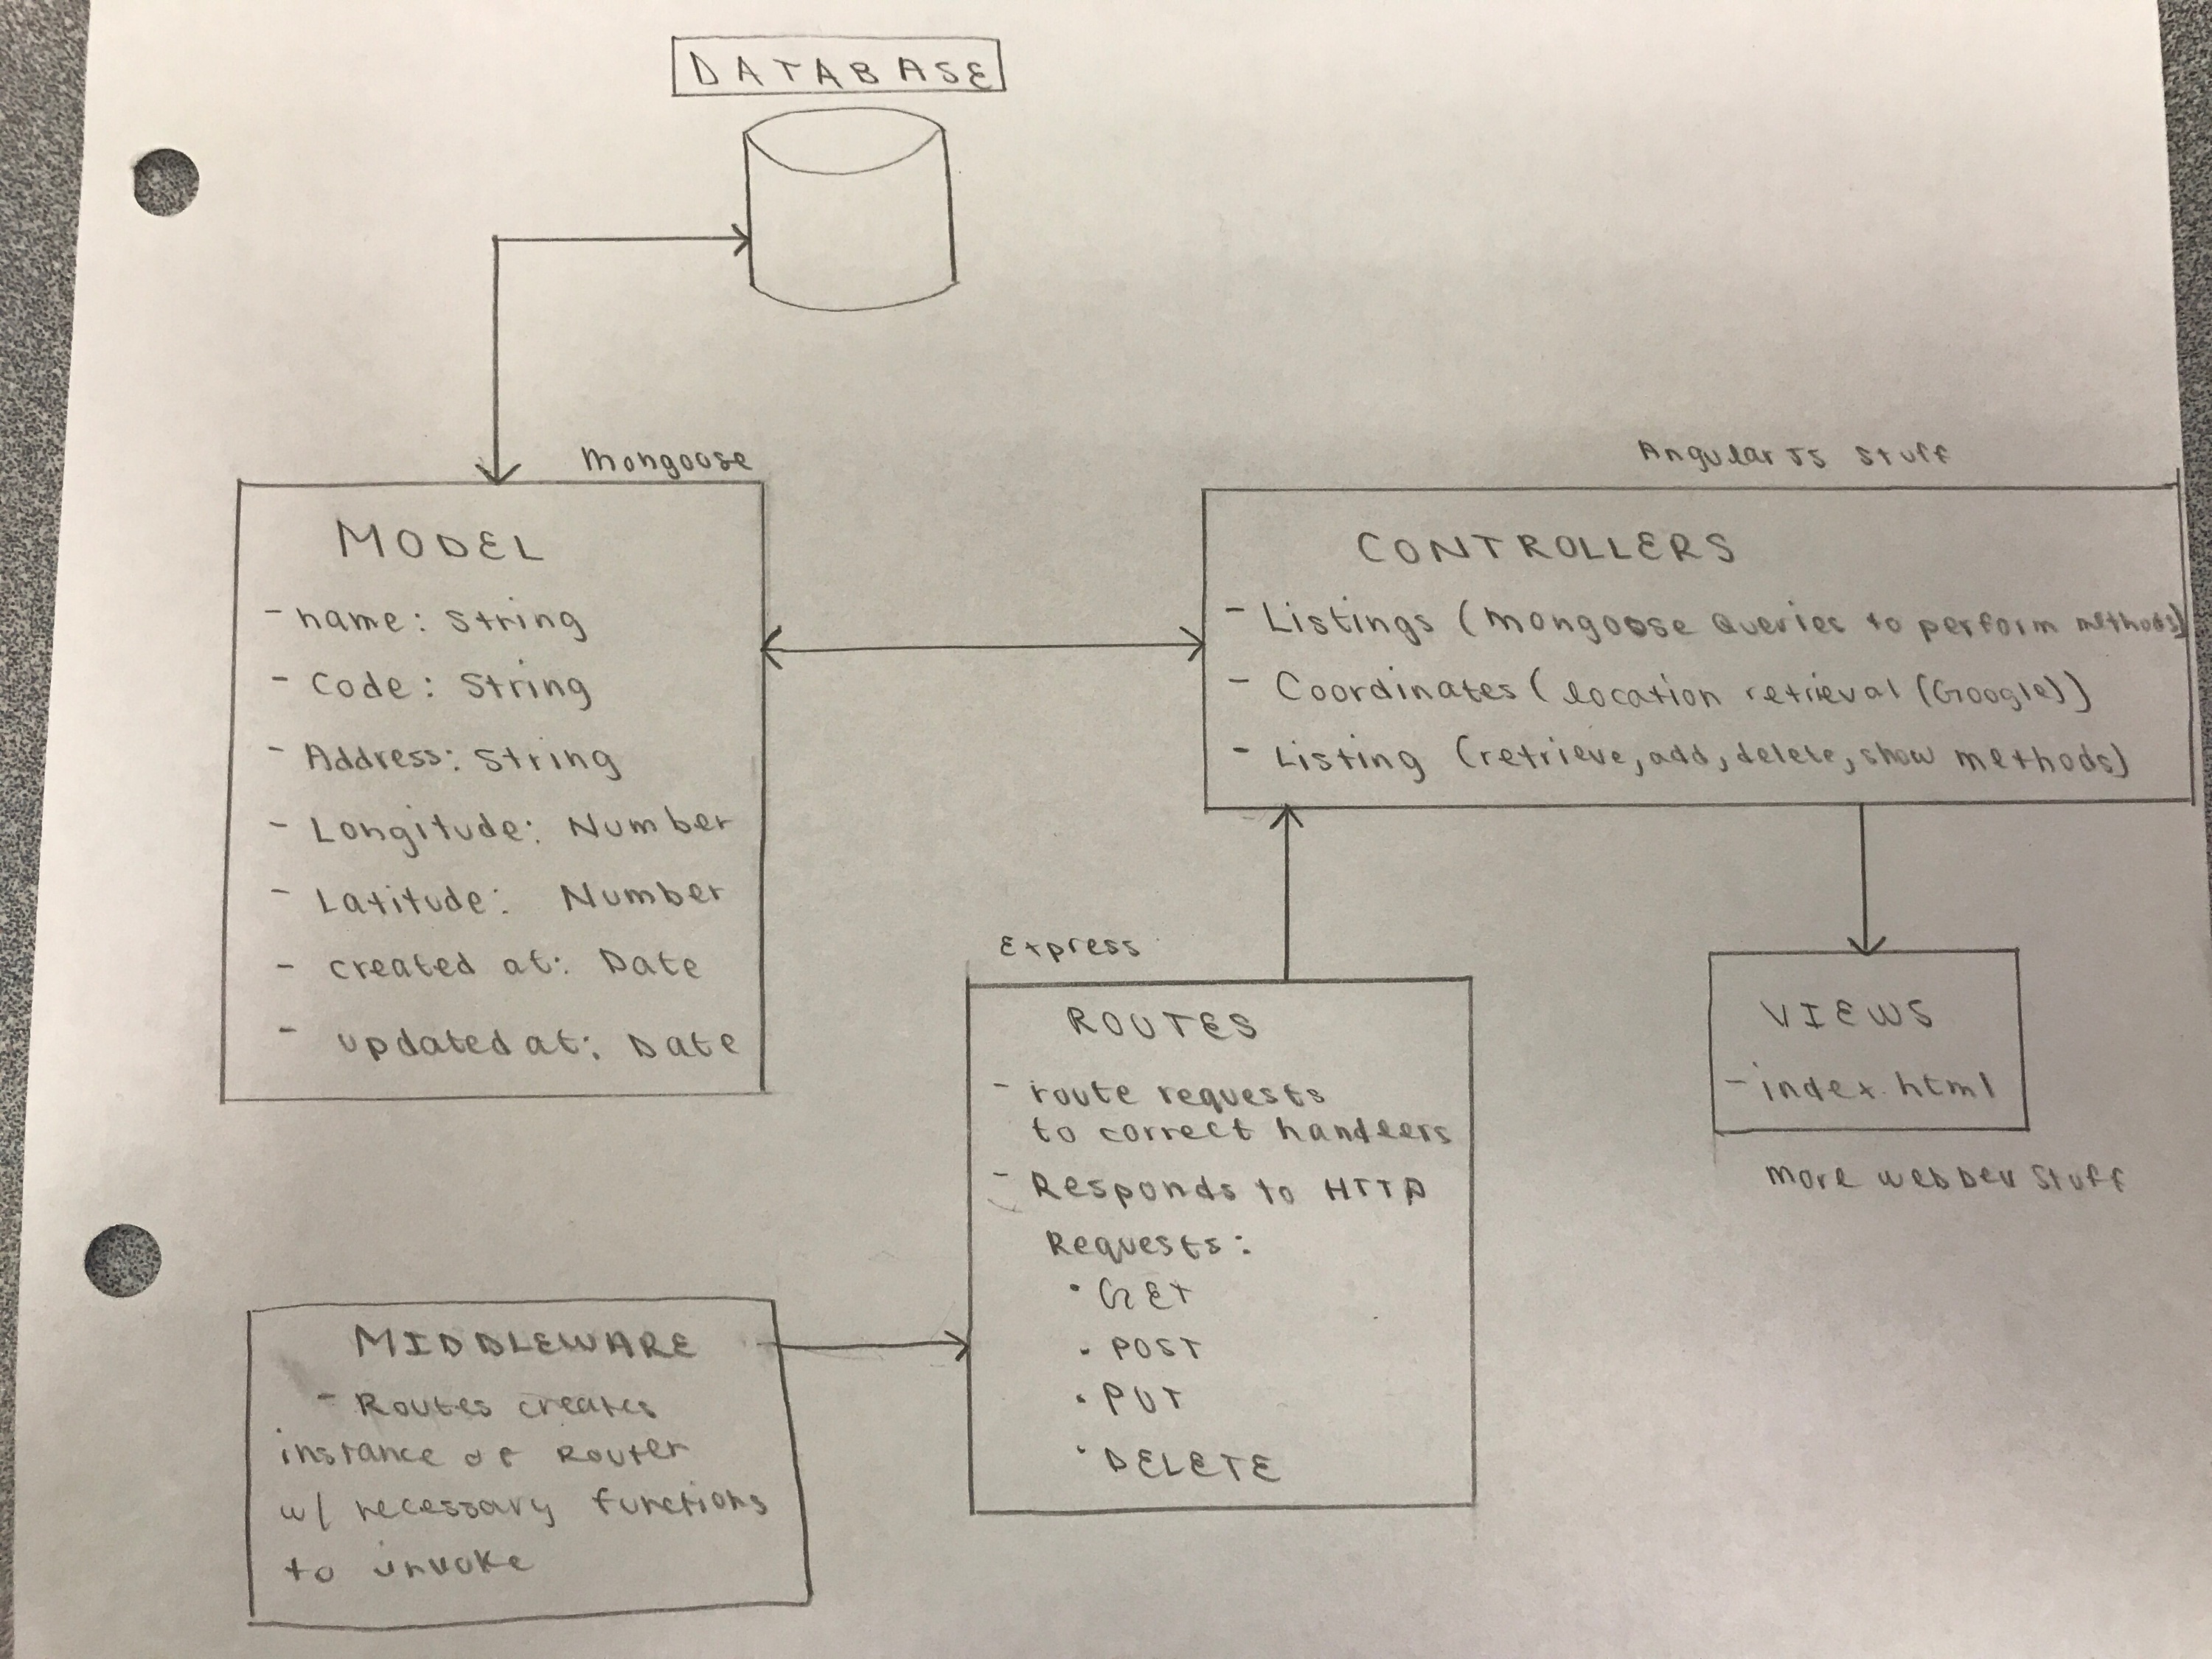 DATABASE
Mongoose
MODEL
- name: String
- Code: String
- Address: String
- Longitude: Number
- Latitude: Number
- created at: Date
- updated at: Date
AngularJS stuff
CONTROLLERS
- Listings (Mongoose Queries to perform methods)
- Coordinates (location retrieval (Google))
- Listing (retrieve, add, delete, show methods)
Express
ROUTES
- route requests
to correct handlers
- Responds to HTTP
Requests:
• GET
• POST
• PUT
• DELETE
VIEWS
- index.html
more web Dev Stuff
MIDDLEWARE
- Routes creates
instance of Router
w/ necessary functions
to invoke